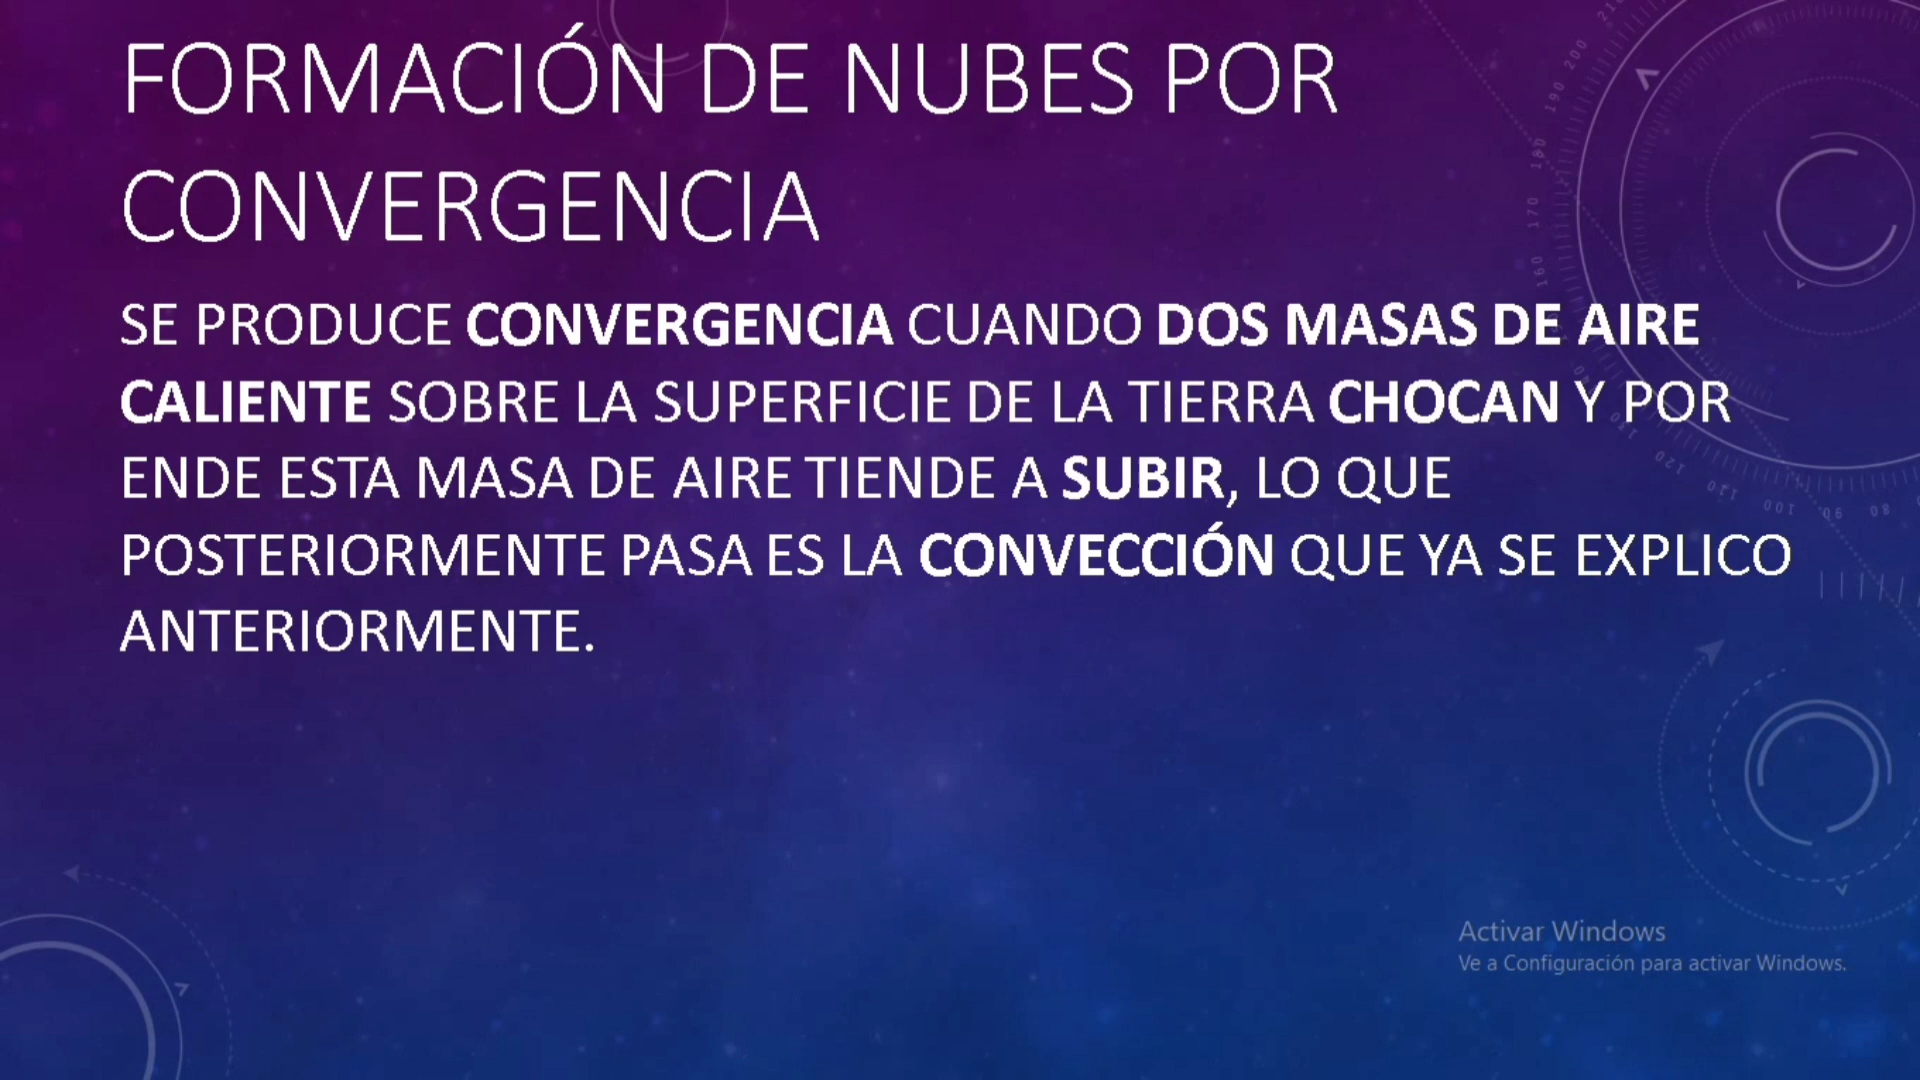 FORMACIÓN DE NUBES POR
CONVERGENCIA
SE PRODUCE CONVERGENCIA CUANDO DOS MASAS DE AIRE
CALIENTE SOBRE LA SUPERFICIE DE LA TIERRA CHOCAN Y POR
ENDE ESTA MASA DE AIRE TIENDE A SUBIR, LO QUE
POSTERIORMENTE PASA ES LA CONVECCIÓN QUE YA SE EXPLICO
ANTERIORMENTE.
Activar Windows
Ve a Configuración para activar Windows.